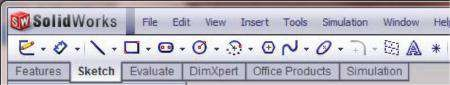 SolidWorks File Edit View Insert Tools Simulation Window Help
Features Sketch Evaluate DimXpert Office Products Simulation